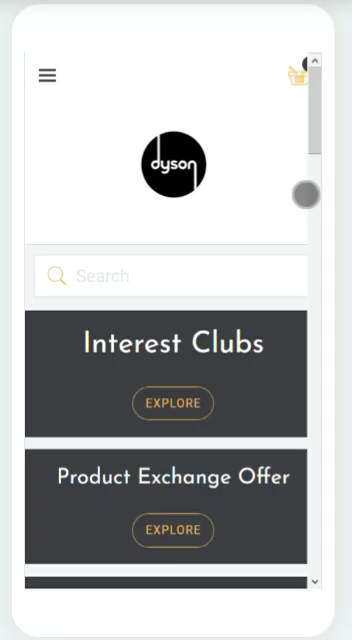 dyson
Search
Interest Clubs
EXPLORE
Product Exchange Offer
EXPLORE